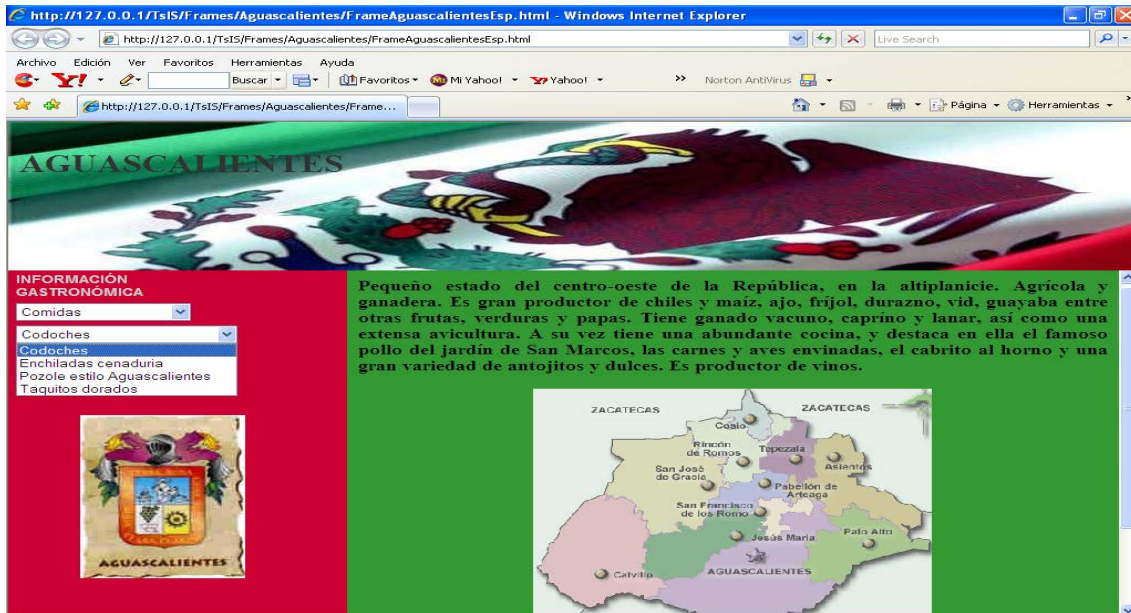 http://127.0.0.1/TsIS/Frames/Aguascalientes/FrameAguascalientesEsp.html - Windows Internet Explorer
http://127.0.0.1/TsIS/Frames/Aguascalientes/FrameAguascalientesEsp.html Live Search
Archivo Edición Ver Favoritos Herramientas Ayuda
Y! Buscar Favoritos Mi Yahoo! Yahoo! >> Norton AntiVirus
http://127.0.0.1/TsIS/Frames/Aguascalientes/Frame... Página Herramientas
AGUASCALIENTES
INFORMACIÓN
GASTRONÓMICA
Comidas
Codoches
Codoches
Enchiladas cenaduria
Pozole estilo Aguascalientes
Taquitos dorados
AGUASCALIENTES
Pequeño estado del centro-oeste de la República, en la altiplanicie. Agrícola y
ganadera. Es gran productor de chiles y maíz, ajo, fríjol, durazno, vid, guayaba entre
otras frutas, verduras y papas. Tiene ganado vacuno, capríno y lanar, así como una
extensa avicultura. A su vez tiene una abundante cocina, y destaca en ella el famoso
pollo del jardín de San Marcos, las carnes y aves envinadas, el cabrito al horno y una
gran variedad de antojitos y dulces. Es productor de vinos.
ZACATECAS
ZACATECAS
Cosio
Rincón
de Romos
Tepezala
Asientos
San José
de Gracia
Pabellón de
Arteaga
San Francisco
de los Romo
Jesús Maria
Palo Alto
Calvillo
AGUASCALIENTES